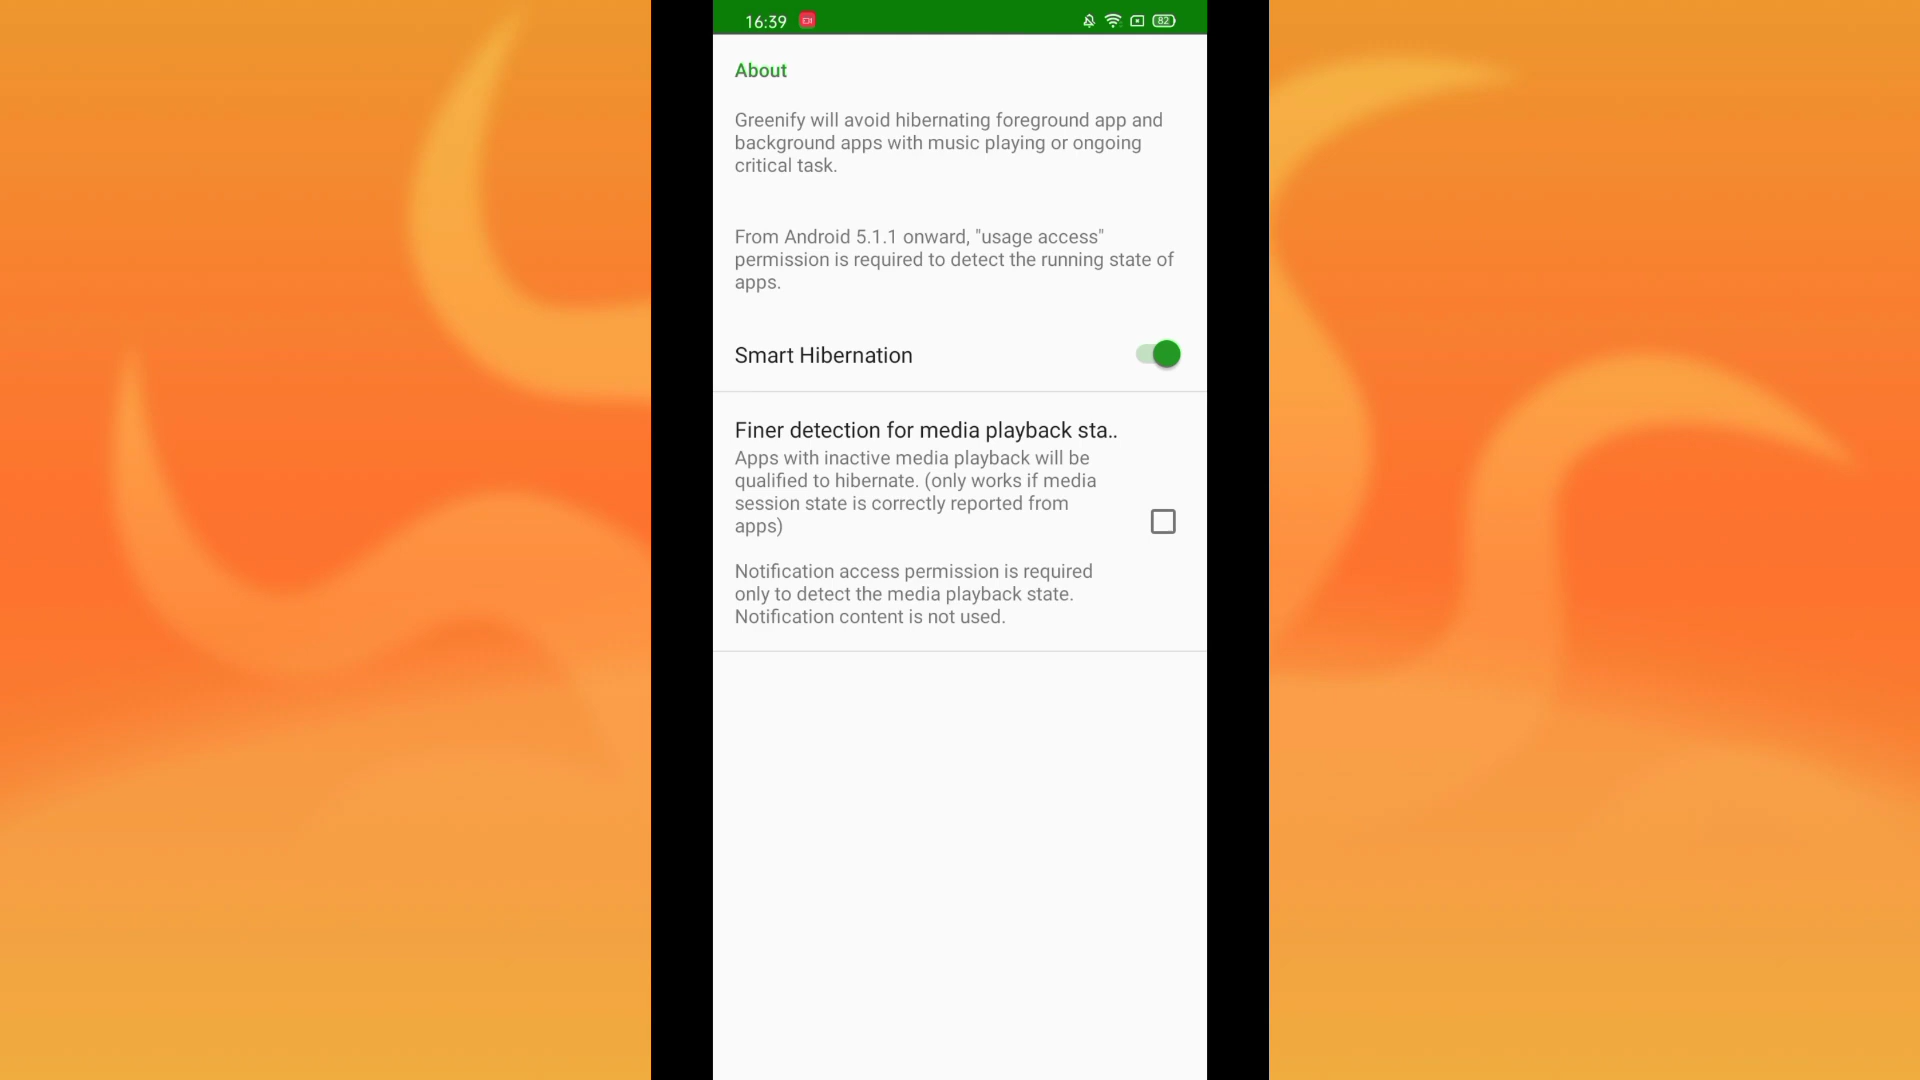 16:39
82
About
Greenify will avoid hibernating foreground app and
background apps with music playing or ongoing
critical task.
From Android 5.1.1 onward, "usage access"
permission is required to detect the running state of
apps.
Smart Hibernation
Finer detection for media playback sta..
Apps with inactive media playback will be
qualified to hibernate. (only works if media
session state is correctly reported from
apps)
Notification access permission is required
only to detect the media playback state.
Notification content is not used.